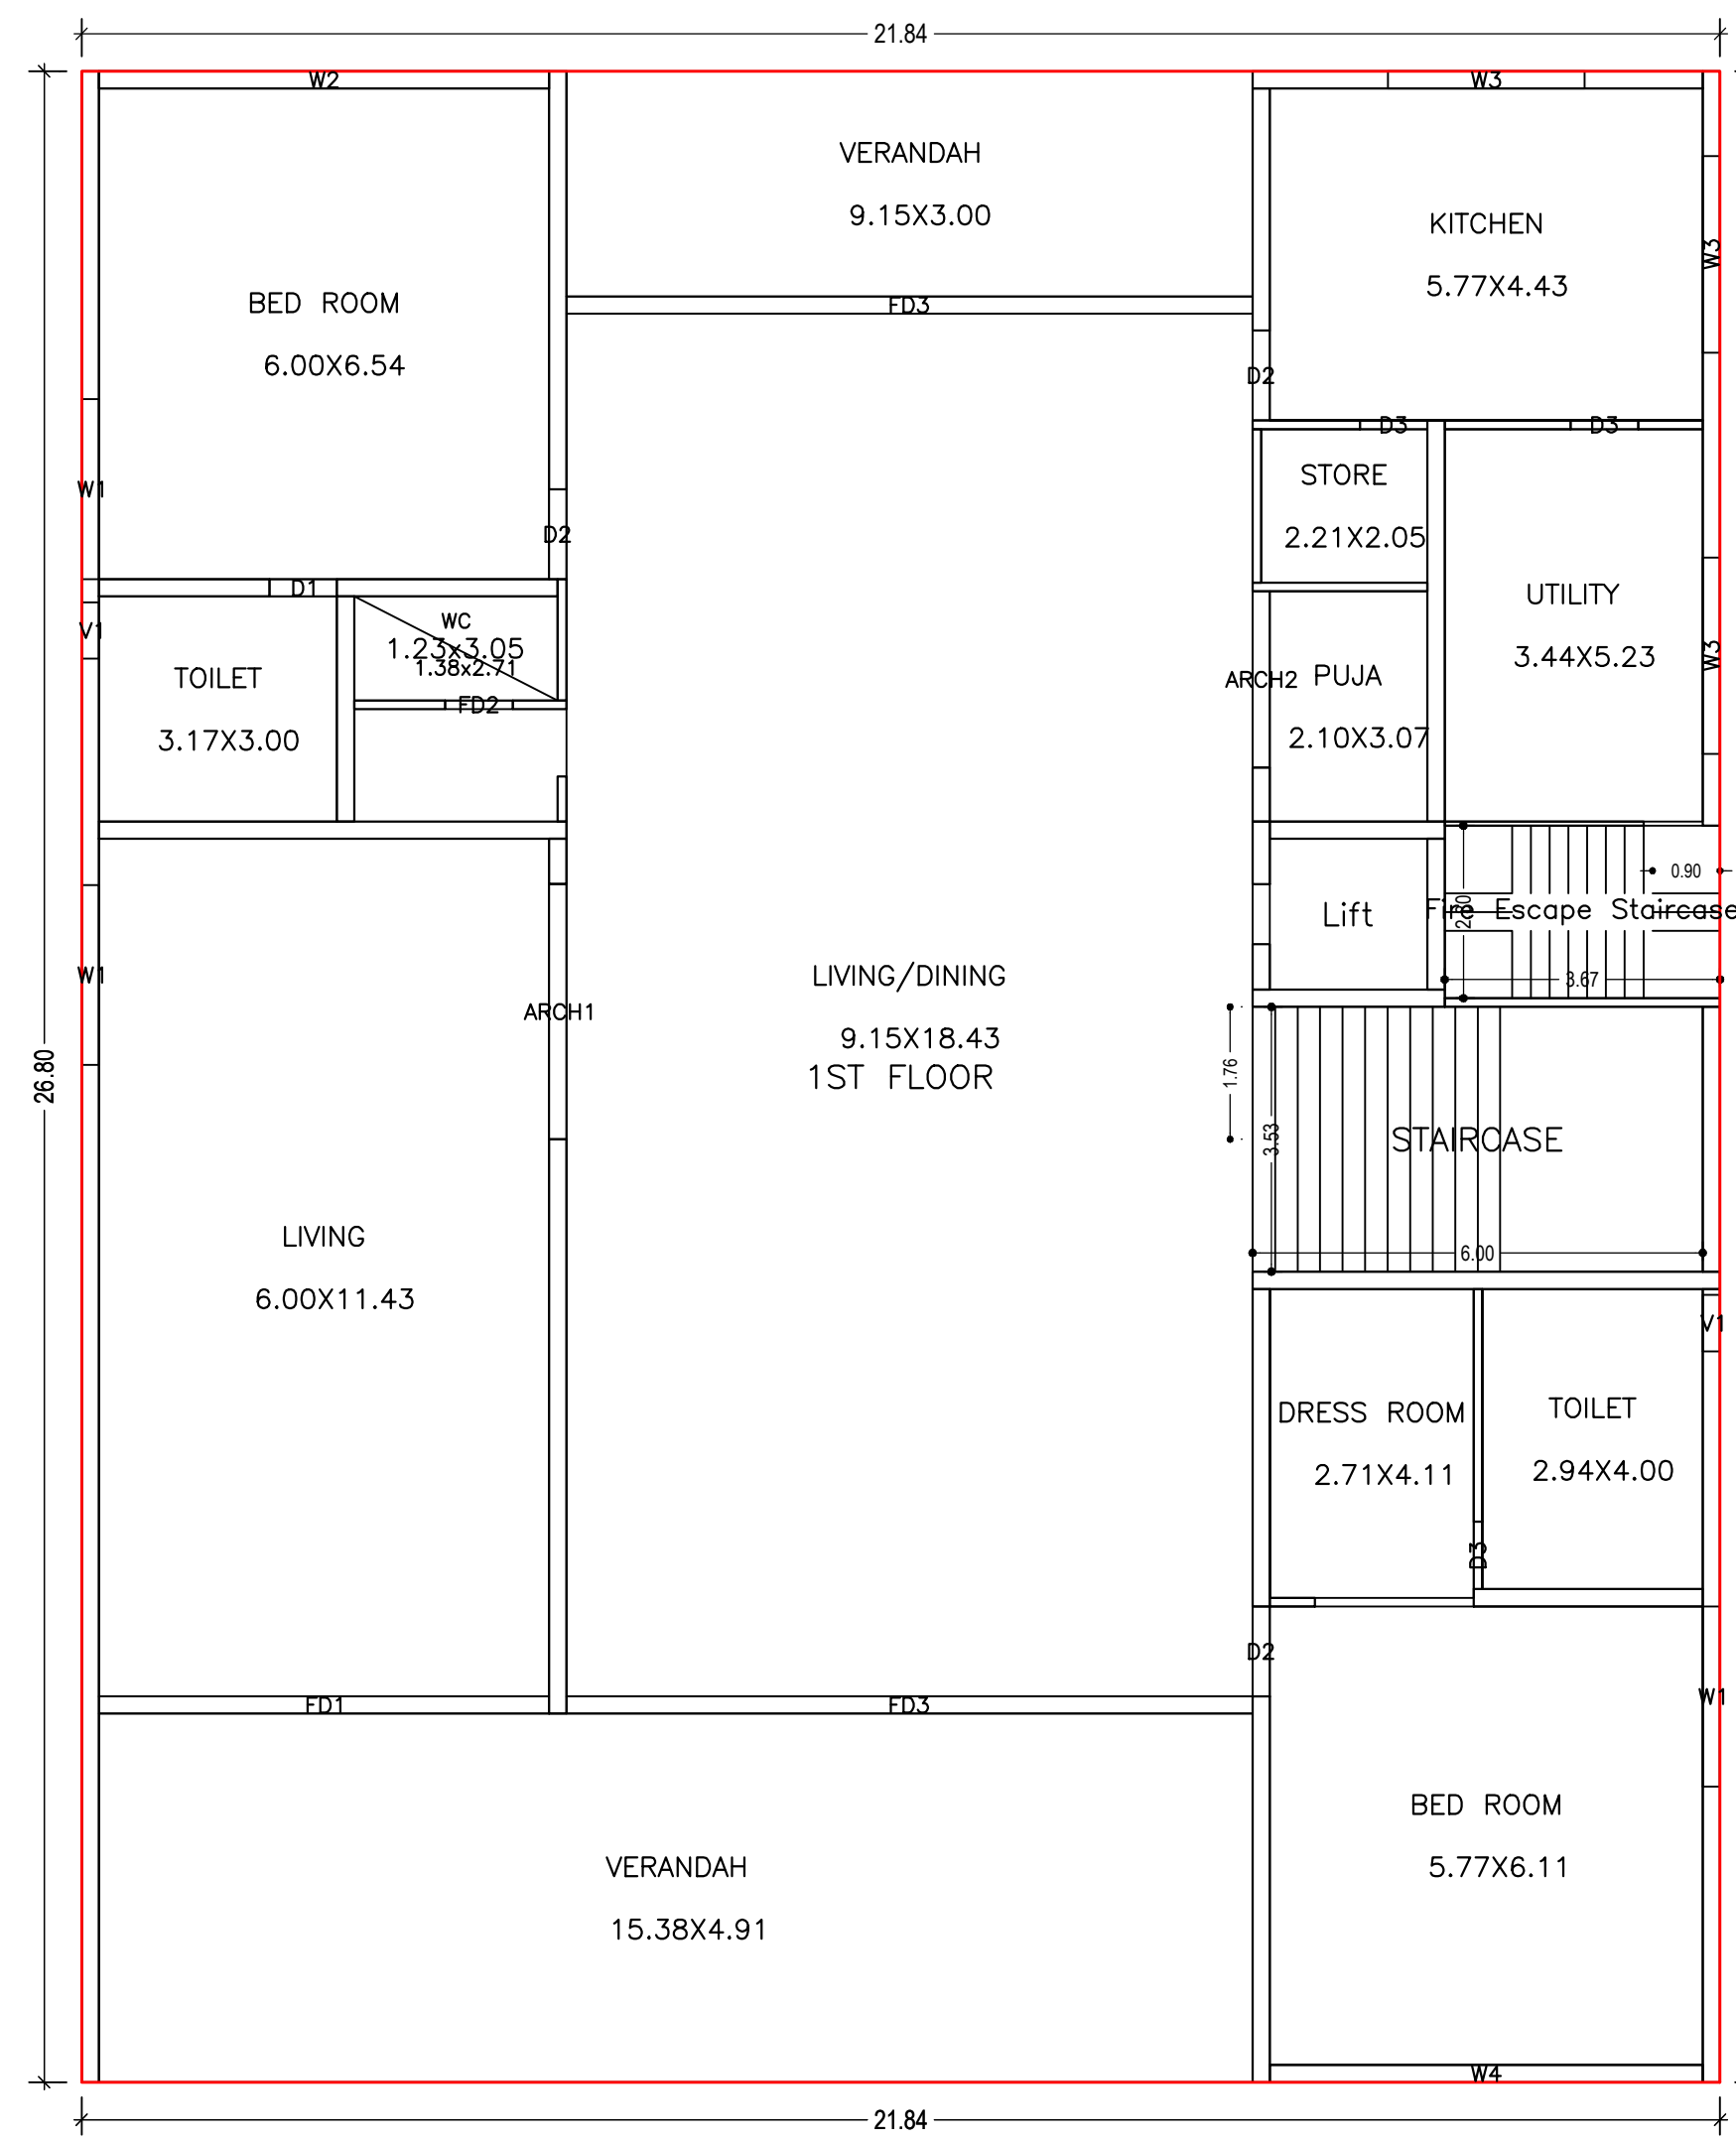 21.84
W2
W3
VERANDAH
9.15X3.00
KITCHEN
5.77X4.43
W3
BED ROOM
6.00X6.54
FD3
D2
D3
D3
STORE
2.21X2.05
W1
D2
D1
UTILITY
3.44X5.23
W3
V1
WC
1.23x3.05
1.38x2.71
TOILET
3.17X3.00
FD2
ARCH2
PUJA
2.10X3.07
0.90
Lift
Fire Escape Staircase
W1
LIVING/DINING
9.15X18.43
1ST FLOOR
ARCH1
3.67
26.80
1.76
3.53
STAIRCASE
6.00
LIVING
6.00X11.43
V1
DRESS ROOM
2.71X4.11
TOILET
2.94X4.00
D3
D2
FD1
FD3
W1
BED ROOM
5.77X6.11
VERANDAH
15.38X4.91
W4
21.84